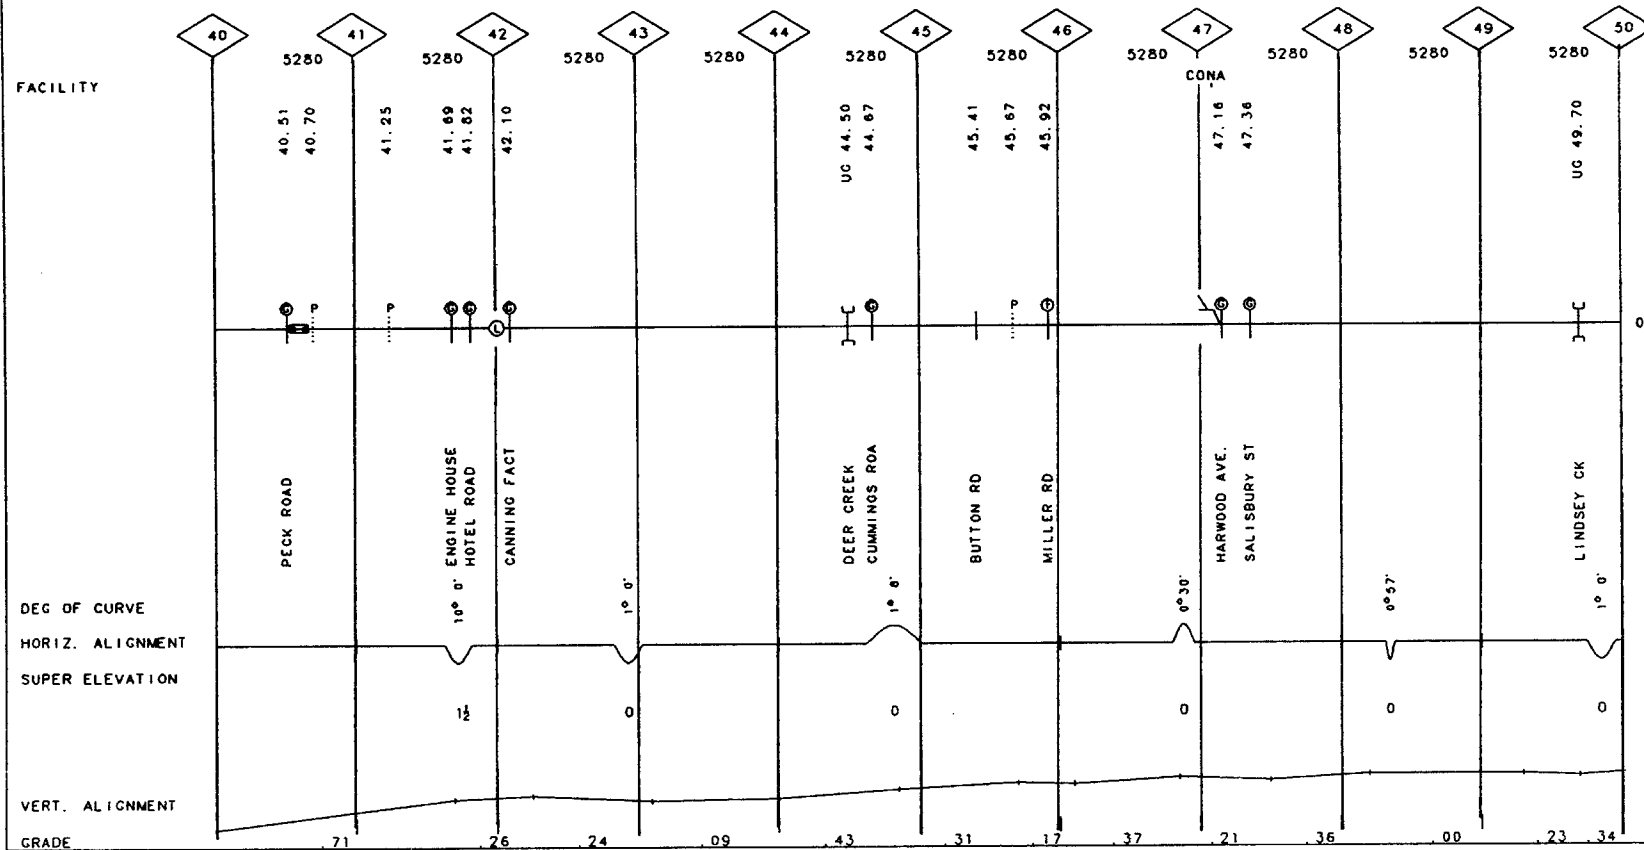 40 41 42 43 44 45 46 47 48 49 50
5280 5280 5280 5280 5280 5280 5280 5280 5280 5280
CONA
FACILITY
40.51
40.70
41.25
41.69
41.82
42.10
UG 44.50
44.67
45.41
45.67
45.92
47.16
47.36
UG 49.70
G P P G G L G G P F G G 0
PECK ROAD
ENGINE HOUSE
HOTEL ROAD
CANNING FACT
DEER CREEK
CUMMINGS ROA
BUTTON RD
MILLER RD
HARWOOD AVE.
SALISBURY ST
LINDSEY CK
DEG OF CURVE
10° 0' 1° 0' 1° 8' 0°30' 0°57' 1° 0'
HORIZ. ALIGNMENT
SUPER ELEVATION
1½ 0 0 0 0 0
VERT. ALIGNMENT
GRADE .71 .26 .24 .09 .43 .31 .17 .37 .21 .36 .00 .23 .34